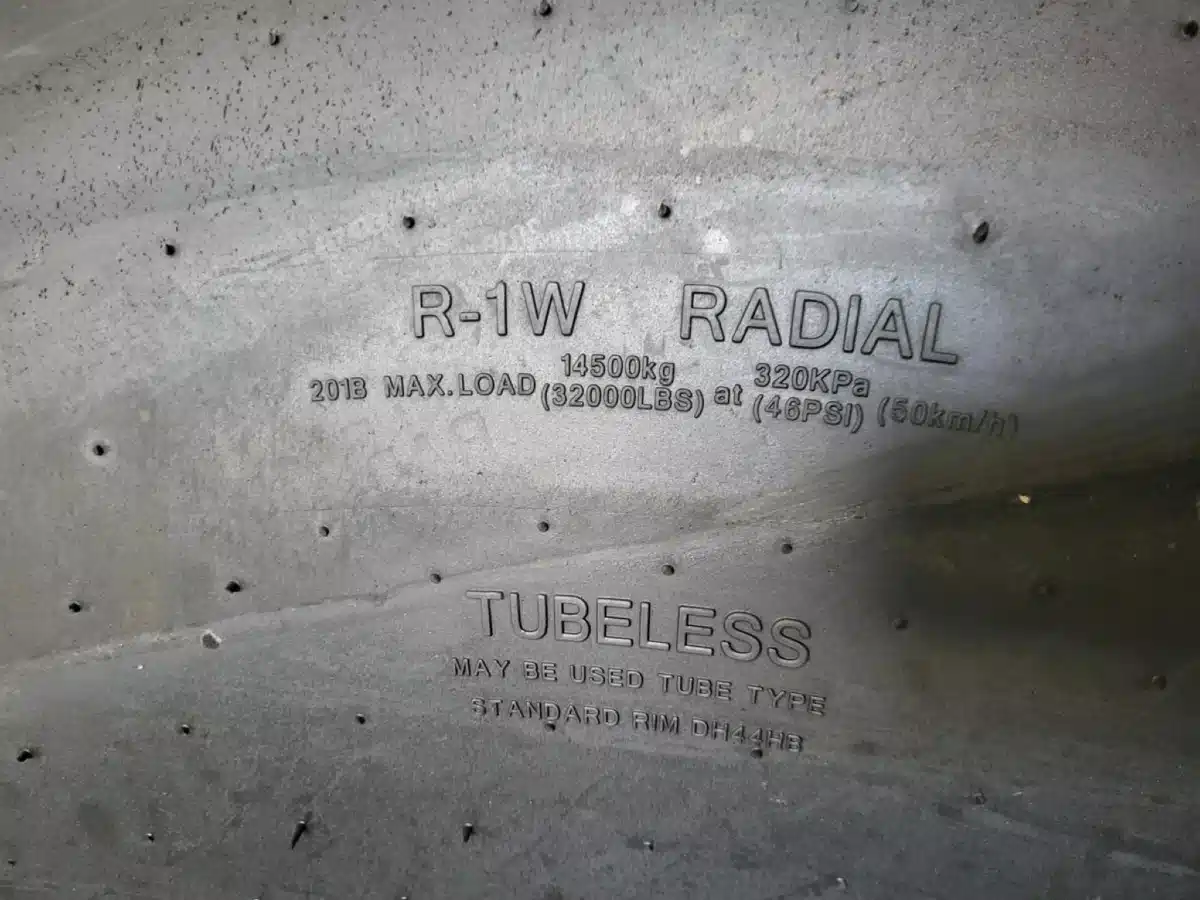 R-1W RADIAL
201B MAX.LOAD 14500kg (32000LBS) at 320KPa (46PSI) (50km/h)
TUBELESS
MAY BE USED TUBE TYPE
STANDARD RIM DH44HB